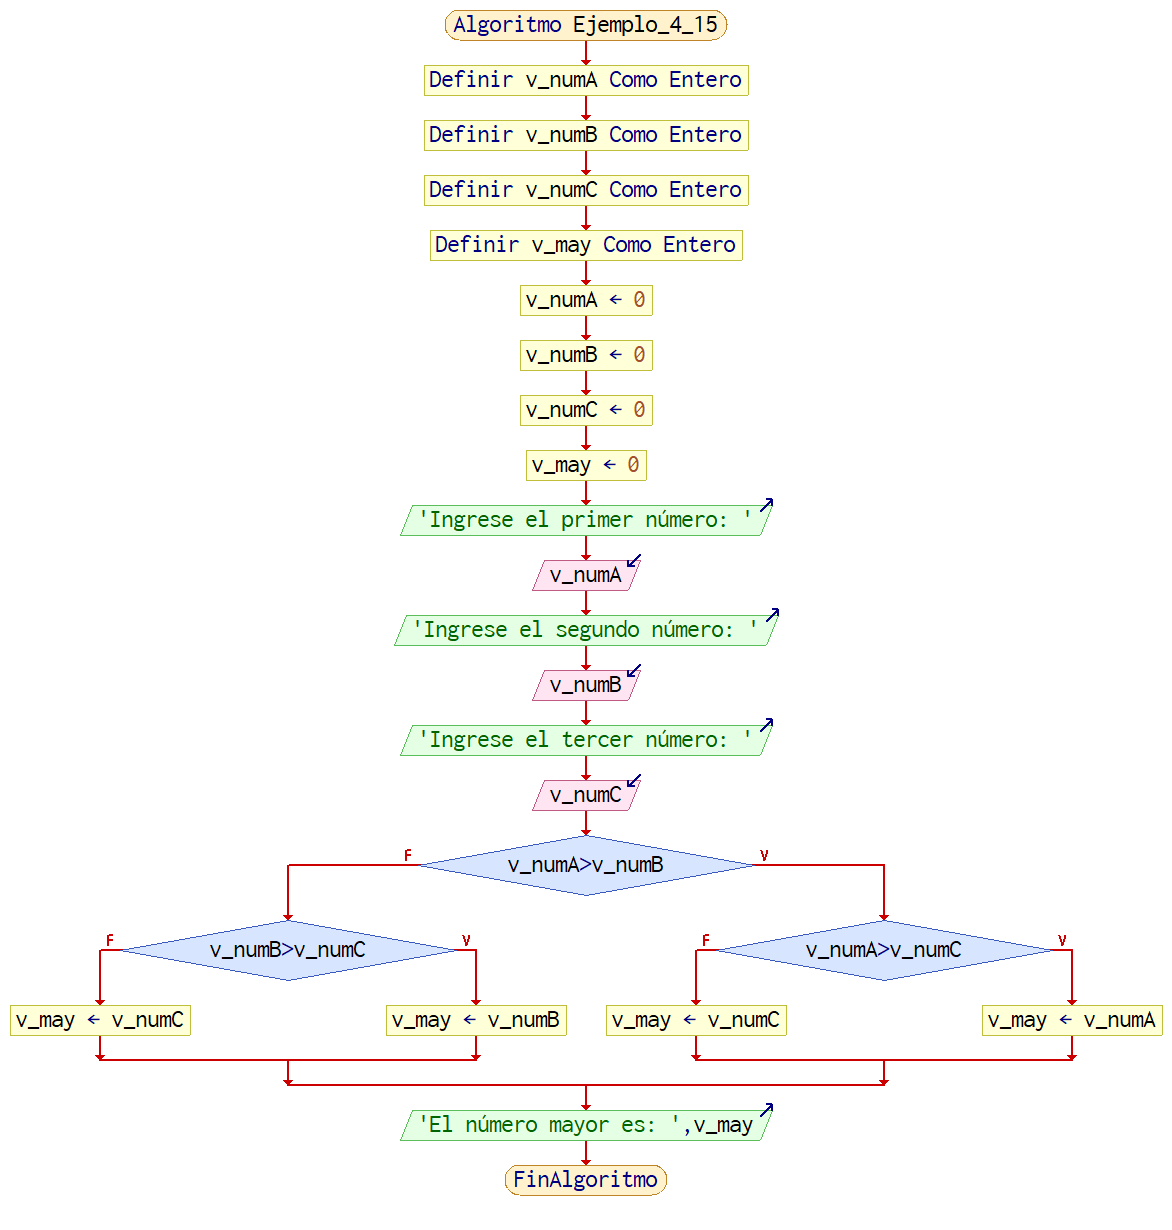 Algoritmo Ejemplo_4_15
Definir v_numA Como Entero
Definir v_numB Como Entero
Definir v_numC Como Entero
Definir v_may Como Entero
v_numA ← 0
v_numB ← 0
v_numC ← 0
v_may ← 0
'Ingrese el primer número: '
v_numA
'Ingrese el segundo número: '
v_numB
'Ingrese el tercer número: '
v_numC
F
v_numA>v_numB
V
F
v_numB>v_numC
V
F
v_numA>v_numC
V
v_may ← v_numC
v_may ← v_numB
v_may ← v_numC
v_may ← v_numA
'El número mayor es: ',v_may
FinAlgoritmo